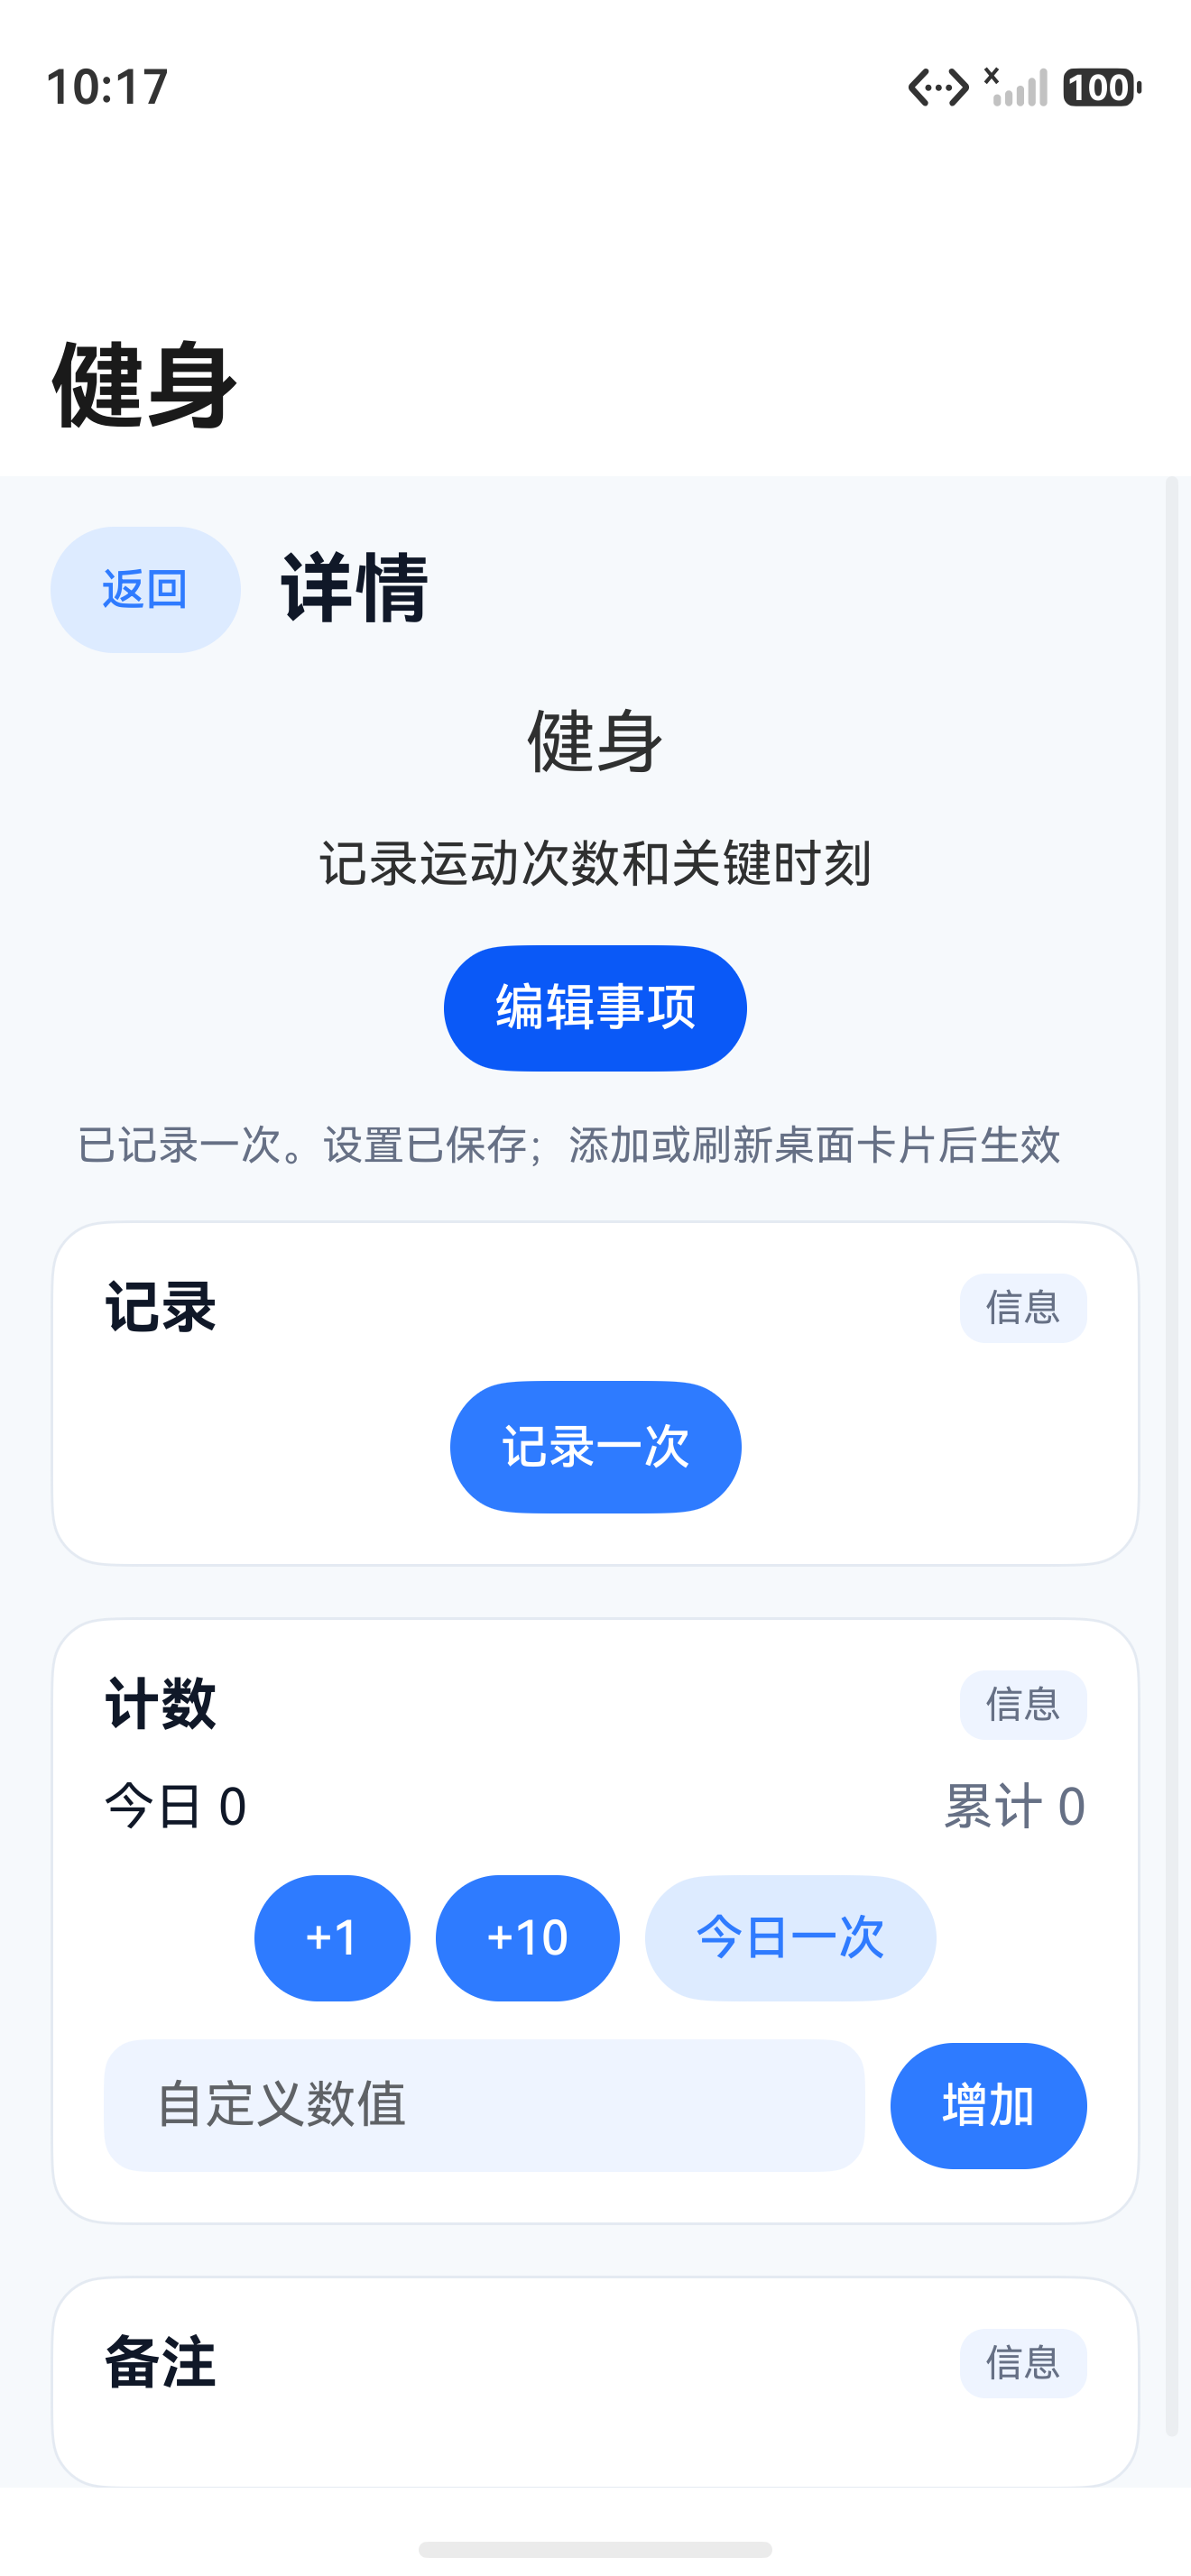 10:17
100
健身
返回 详情
健身
记录运动次数和关键时刻
编辑事项
已记录一次。设置已保存；添加或刷新桌面卡片后生效
记录 信息
记录一次
计数 信息
今日 0 累计 0
+1 +10 今日一次
自定义数值 增加
备注 信息